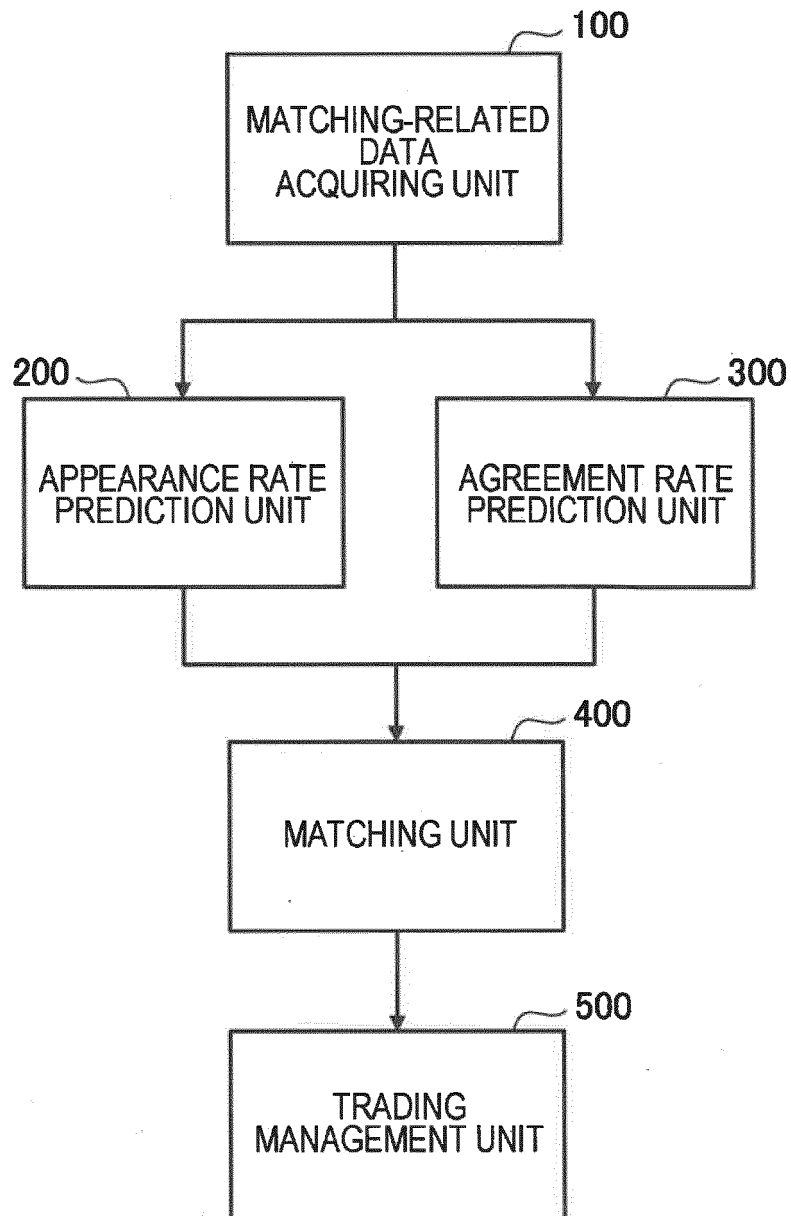 100
MATCHING-RELATED
DATA
ACQUIRING UNIT
200
300
APPEARANCE RATE
PREDICTION UNIT
AGREEMENT RATE
PREDICTION UNIT
400
MATCHING UNIT
500
TRADING
MANAGEMENT UNIT